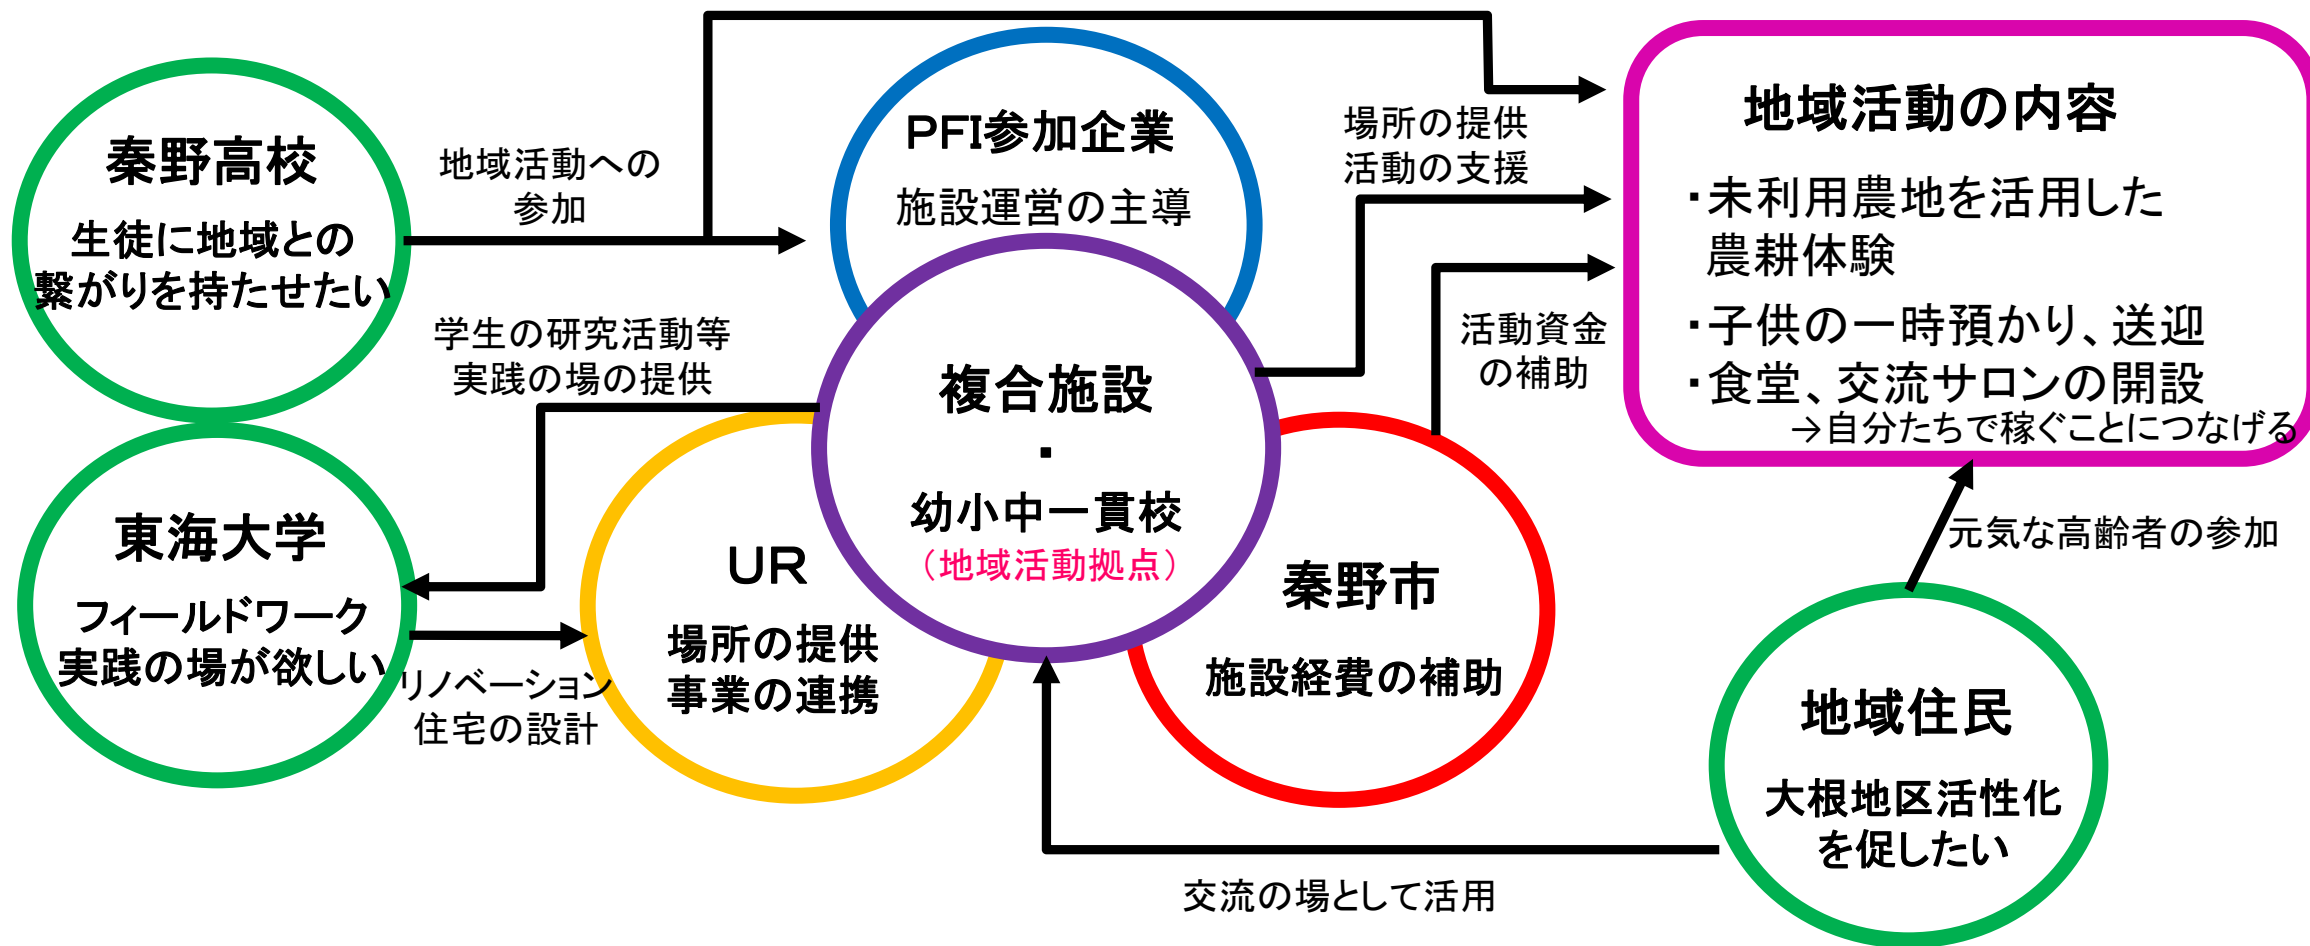 秦野高校
生徒に地域との
繋がりを持たせたい
地域活動への
参加
PFI参加企業
施設運営の主導
場所の提供
活動の支援
地域活動の内容
・未利用農地を活用した
農耕体験
・子供の一時預かり、送迎
・食堂、交流サロンの開設
→自分たちで稼ぐことにつなげる
学生の研究活動等
実践の場の提供
複合施設
・
幼小中一貫校
（地域活動拠点）
活動資金
の補助
東海大学
フィールドワーク
実践の場が欲しい
リノベーション
住宅の設計
UR
場所の提供
事業の連携
秦野市
施設経費の補助
元気な高齢者の参加
地域住民
大根地区活性化
を促したい
交流の場として活用